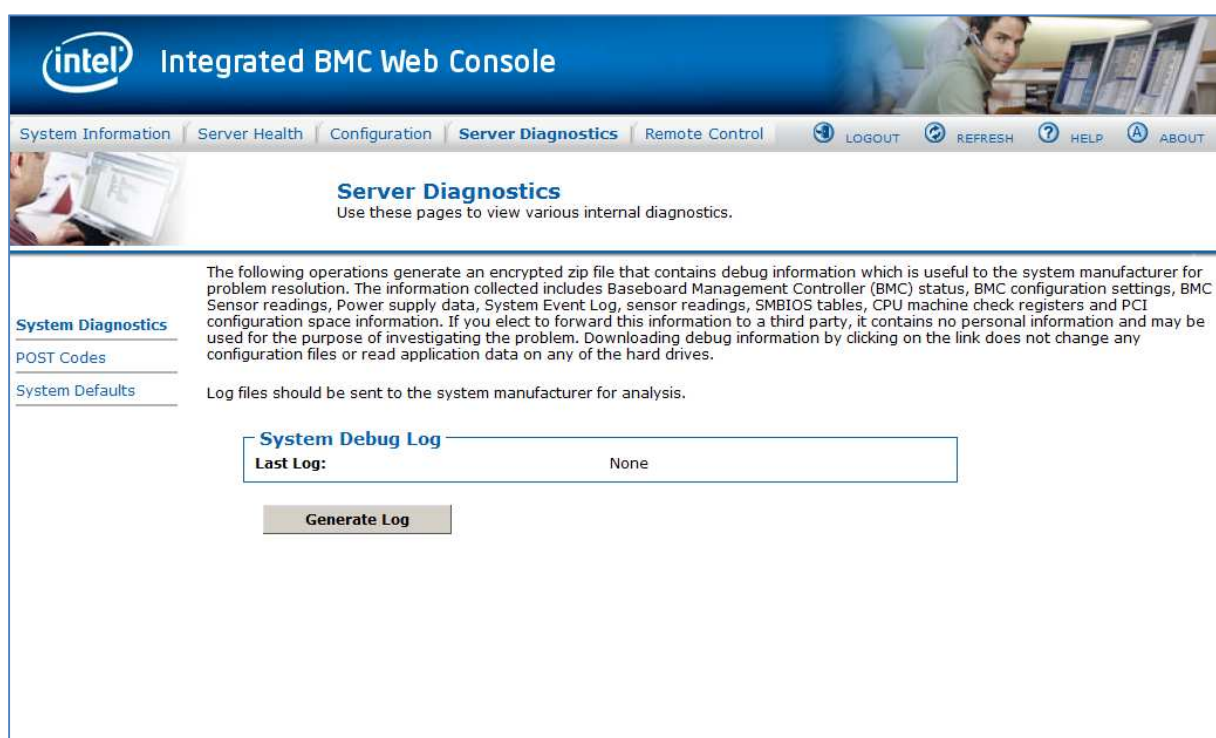 intel Integrated BMC Web Console
System Information Server Health Configuration Server Diagnostics Remote Control LOGOUT REFRESH HELP ABOUT
Server Diagnostics
Use these pages to view various internal diagnostics.
System Diagnostics
POST Codes
System Defaults
The following operations generate an encrypted zip file that contains debug information which is useful to the system manufacturer for
problem resolution. The information collected includes Baseboard Management Controller (BMC) status, BMC configuration settings, BMC
Sensor readings, Power supply data, System Event Log, sensor readings, SMBIOS tables, CPU machine check registers and PCI
configuration space information. If you elect to forward this information to a third party, it contains no personal information and may be
used for the purpose of investigating the problem. Downloading debug information by clicking on the link does not change any
configuration files or read application data on any of the hard drives.
Log files should be sent to the system manufacturer for analysis.
System Debug Log
Last Log: None
Generate Log